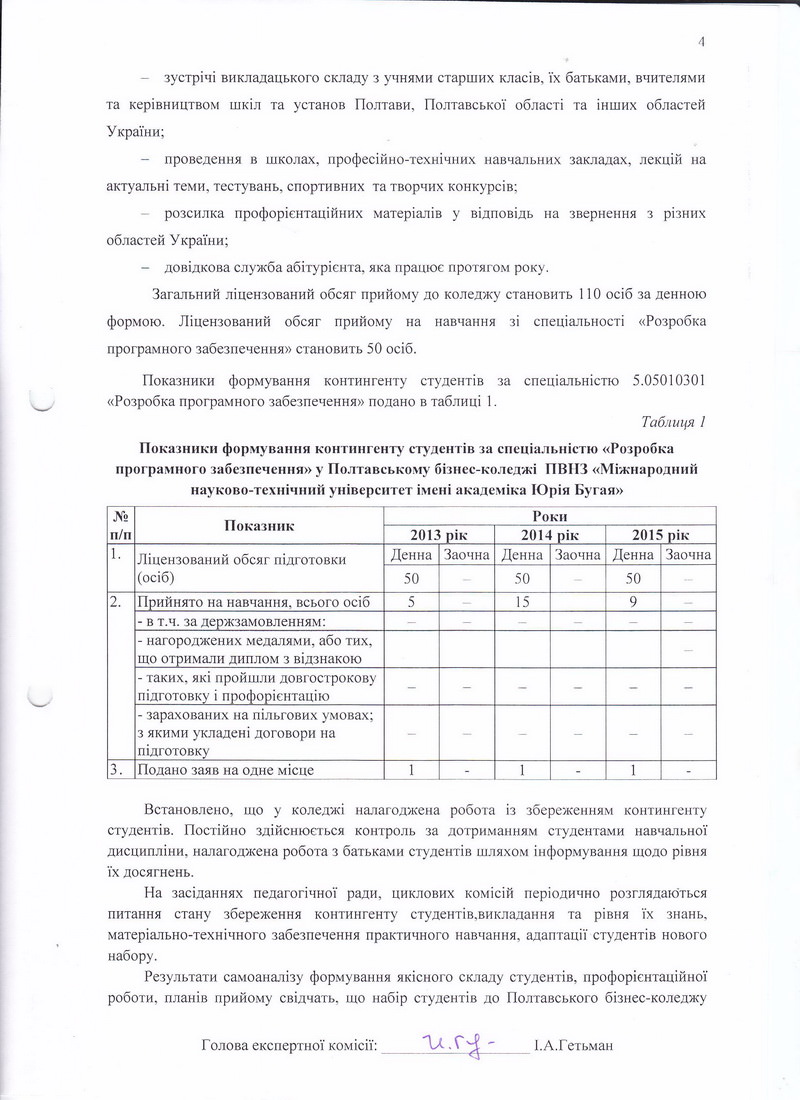 4
– зустрічі викладацького складу з учнями старших класів, їх батьками, вчителями
та керівництвом шкіл та установ Полтави, Полтавської області та інших областей
України;
– проведення в школах, професійно-технічних навчальних закладах, лекцій на
актуальні теми, тестувань, спортивних та творчих конкурсів;
– розсилка профорієнтаційних матеріалів у відповідь на звернення з різних
областей України;
– довідкова служба абітурієнта, яка працює протягом року.
Загальний ліцензований обсяг прийому до коледжу становить 110 осіб за денною
формою. Ліцензований обсяг прийому на навчання зі спеціальності «Розробка
програмного забезпечення» становить 50 осіб.
Показники формування контингенту студентів за спеціальністю 5.05010301
«Розробка програмного забезпечення» подано в таблиці 1.
Таблиця 1
Показники формування контингенту студентів за спеціальністю «Розробка
програмного забезпечення» у Полтавському бізнес-коледжі ПВНЗ «Міжнародний
науково-технічний університет імені академіка Юрія Бугая»
№ п/п Показник Роки
2013 рік 2014 рік 2015 рік
1. Ліцензований обсяг підготовки Денна Заочна Денна Заочна Денна Заочна
(осіб) 50 – 50 – 50 –
2. Прийнято на навчання, всього осіб 5 – 15 – 9 –
- в т.ч. за держзамовленням: – – – – – –
- нагороджених медалями, або тих,
що отримали диплом з відзнакою –
- таких, які пройшли довгострокову
підготовку і профорієнтацію – – – – – –
- зарахованих на пільгових умовах;
з якими укладені договори на – – – – – –
підготовку
3. Подано заяв на одне місце 1 - 1 - 1 -
Встановлено, що у коледжі налагоджена робота із збереженням контингенту
студентів. Постійно здійснюється контроль за дотриманням студентами навчальної
дисципліни, налагоджена робота з батьками студентів шляхом інформування щодо рівня
їх досягнень.
На засіданнях педагогічної ради, циклових комісій періодично розглядаються
питання стану збереження контингенту студентів,викладання та рівня їх знань,
матеріально-технічного забезпечення практичного навчання, адаптації студентів нового
набору.
Результати самоаналізу формування якісного складу студентів, профорієнтаційної
роботи, планів прийому свідчать, що набір студентів до Полтавського бізнес-коледжу
Голова експертної комісії: І.А.Гетьман